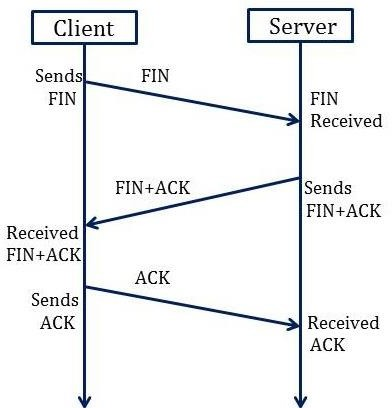 Client
Server
Sends
FIN
FIN
FIN
Received
FIN+ACK
Sends
FIN+ACK
Received
FIN+ACK
ACK
Sends
ACK
Received
ACK